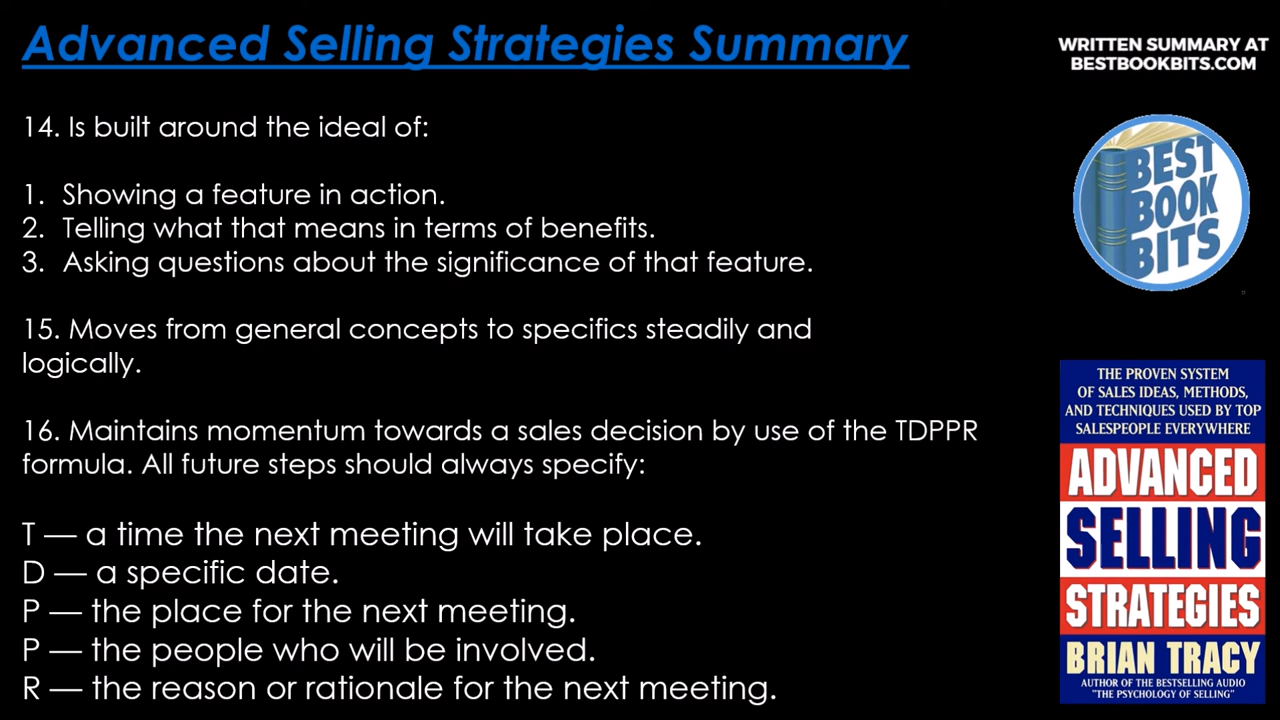 Advanced Selling Strategies Summary
WRITTEN SUMMARY AT
BESTBOOKBITS.COM
14. Is built around the ideal of:
1. Showing a feature in action.
2. Telling what that means in terms of benefits.
3. Asking questions about the significance of that feature.
15. Moves from general concepts to specifics steadily and
logically.
16. Maintains momentum towards a sales decision by use of the TDPPR
formula. All future steps should always specify:
T — a time the next meeting will take place.
D — a specific date.
P — the place for the next meeting.
P — the people who will be involved.
R — the reason or rationale for the next meeting.
BEST
BOOK
BITS
THE PROVEN SYSTEM
OF SALES IDEAS, METHODS,
AND TECHNIQUES USED BY TOP
SALESPEOPLE EVERYWHERE
ADVANCED
SELLING
STRATEGIES
BRIAN TRACY
AUTHOR OF THE BESTSELLING AUDIO
"THE PSYCHOLOGY OF SELLING"